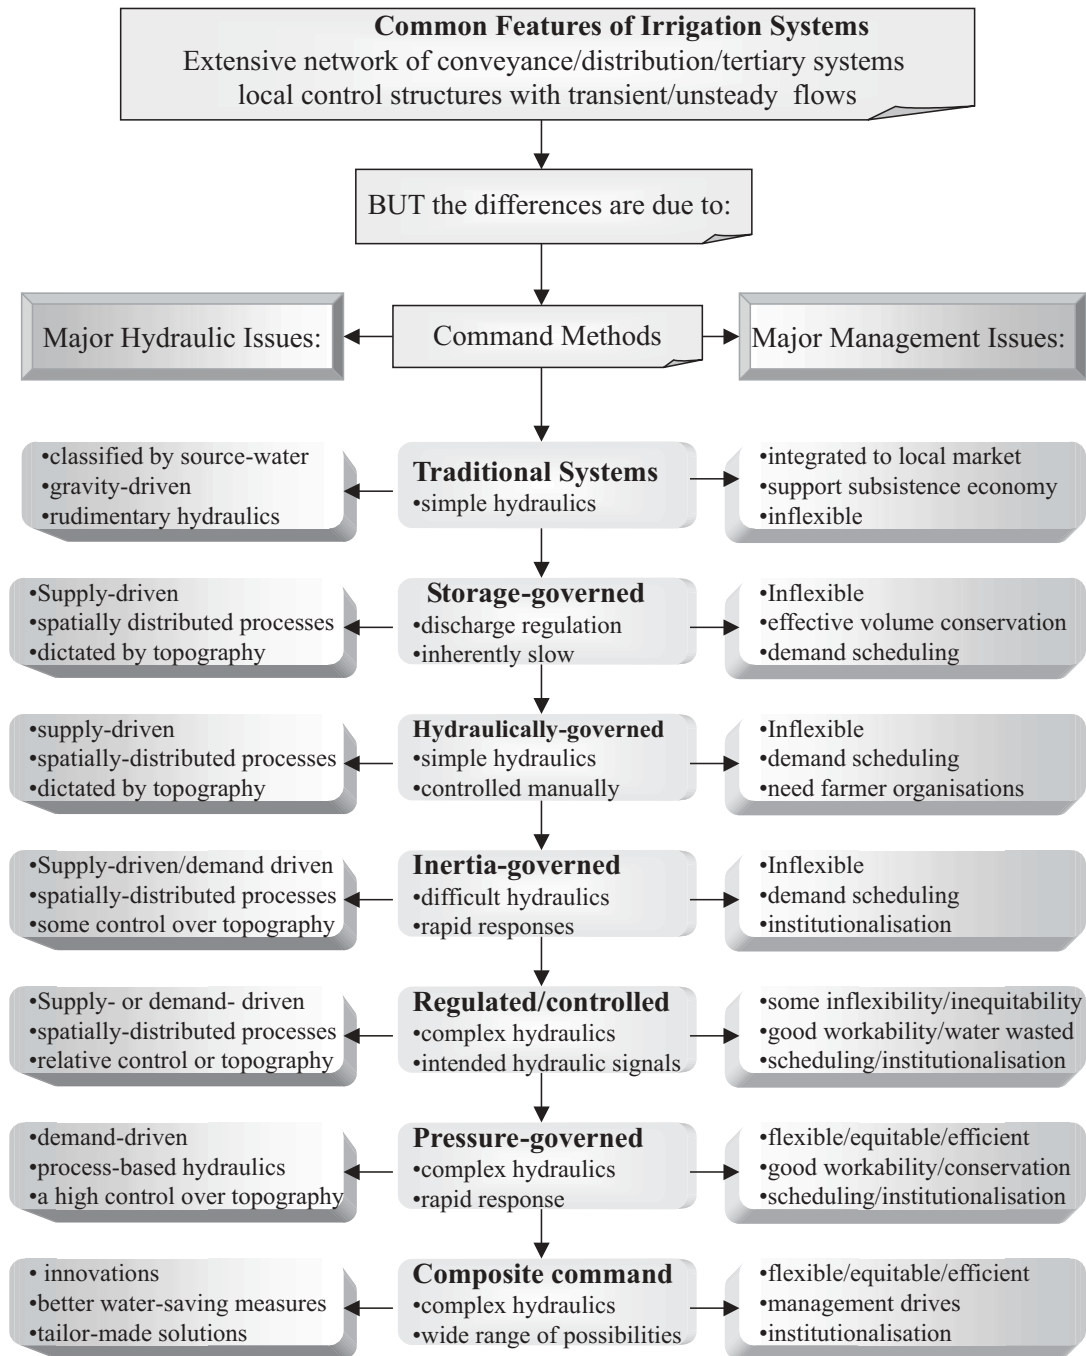 Common Features of Irrigation Systems
Extensive network of conveyance/distribution/tertiary systems
local control structures with transient/unsteady flows
BUT the differences are due to:
Major Hydraulic Issues:
Command Methods
Major Management Issues:
•classified by source-water
•gravity-driven
•rudimentary hydraulics
Traditional Systems
•simple hydraulics
•integrated to local market
•support subsistence economy
•inflexible
•Supply-driven
•spatially distributed processes
•dictated by topography
Storage-governed
•discharge regulation
•inherently slow
•Inflexible
•effective volume conservation
•demand scheduling
•supply-driven
•spatially-distributed processes
•dictated by topography
Hydraulically-governed
•simple hydraulics
•controlled manually
•Inflexible
•demand scheduling
•need farmer organisations
•Supply-driven/demand driven
•spatially-distributed processes
•some control over topography
Inertia-governed
•difficult hydraulics
•rapid responses
•Inflexible
•demand scheduling
•institutionalisation
•Supply- or demand- driven
•spatially-distributed processes
•relative control or topography
Regulated/controlled
•complex hydraulics
•intended hydraulic signals
•some inflexibility/inequitability
•good workability/water wasted
•scheduling/institutionalisation
•demand-driven
•process-based hydraulics
•a high control over topography
Pressure-governed
•complex hydraulics
•rapid response
•flexible/equitable/efficient
•good workability/conservation
•scheduling/institutionalisation
• innovations
•better water-saving measures
•tailor-made solutions
Composite command
•complex hydraulics
•wide range of possibilities
•flexible/equitable/efficient
•management drives
•institutionalisation